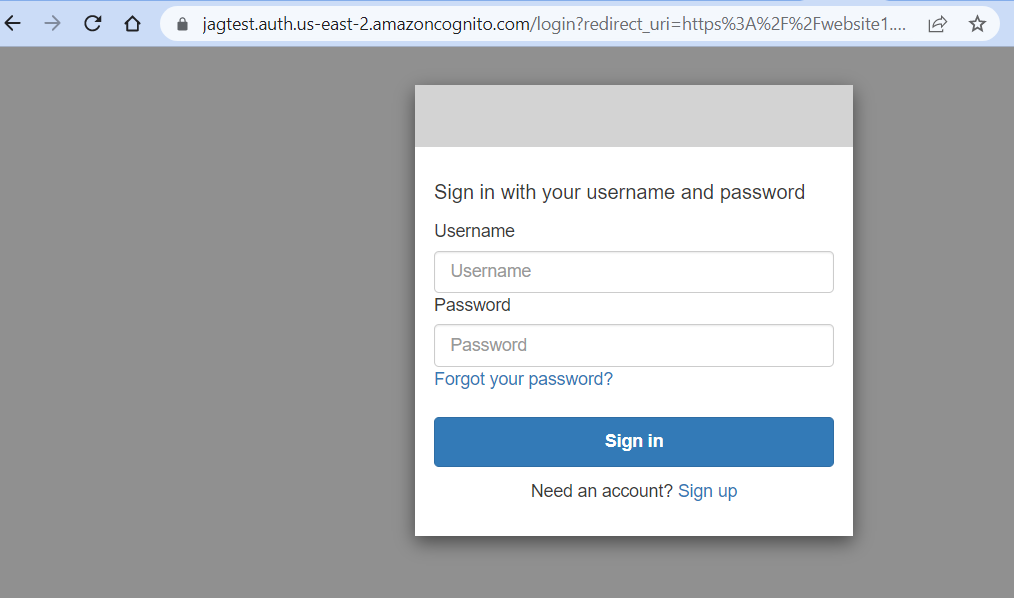 jagtest.auth.us-east-2.amazoncognito.com/login?redirect_uri=https%3A%2F%2Fwebsite1....
Sign in with your username and password
Username
Username
Password
Password
Forgot your password?
Sign in
Need an account? Sign up